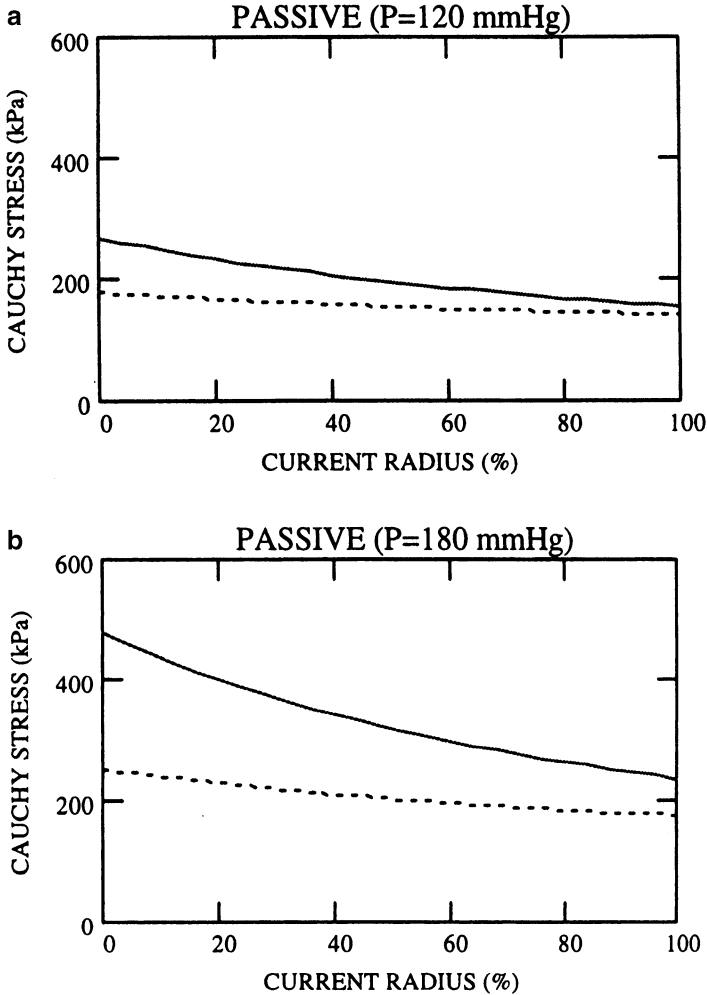 a
PASSIVE (P=120 mmHg)
CAUCHY STRESS (kPa)
600
400
200
0
0 20 40 60 80 100
CURRENT RADIUS (%)
b
PASSIVE (P=180 mmHg)
CAUCHY STRESS (kPa)
600
400
200
0
0 20 40 60 80 100
CURRENT RADIUS (%)